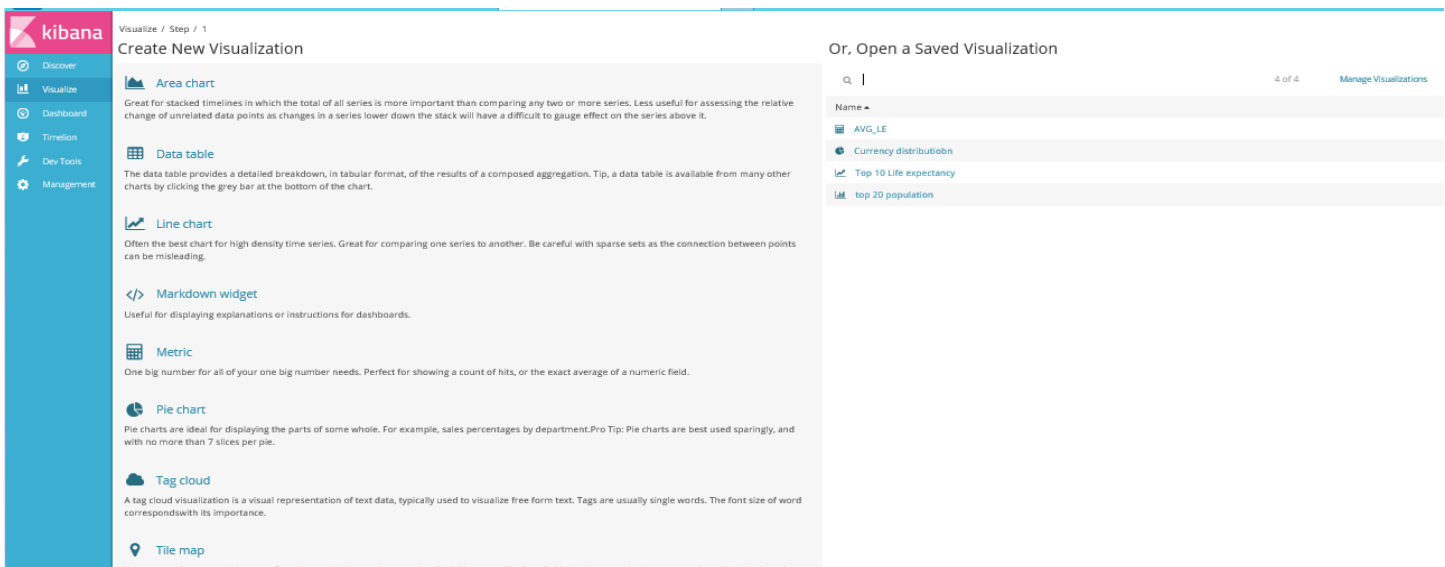 kibana
Discover
Visualize
Dashboard
Timelion
Dev Tools
Management
Visualize / Step / 1
Create New Visualization
Area chart
Great for stacked timelines in which the total of all series is more important than comparing any two or more series. Less useful for assessing the relative
change of unrelated data points as changes in a series lower down the stack will have a difficult to gauge effect on the series above it.
Data table
The data table provides a detailed breakdown, in tabular format, of the results of a composed aggregation. Tip, a data table is available from many other
charts by clicking the grey bar at the bottom of the chart.
Line chart
Often the best chart for high density time series. Great for comparing one series to another. Be careful with sparse sets as the connection between points
can be misleading.
Markdown widget
Useful for displaying explanations or instructions for dashboards.
Metric
One big number for all of your one big number needs. Perfect for showing a count of hits, or the exact average of a numeric field.
Pie chart
Pie charts are ideal for displaying the parts of some whole. For example, sales percentages by department.Pro Tip: Pie charts are best used sparingly, and
with no more than 7 slices per pie.
Tag cloud
A tag cloud visualization is a visual representation of text data, typically used to visualize free form text. Tags are usually single words. The font size of word
correspondswith its importance.
Tile map
Or, Open a Saved Visualization
4 of 4 Manage Visualizations
Name
AVG_LE
Currency distributiobn
Top 10 Life expectancy
top 20 population